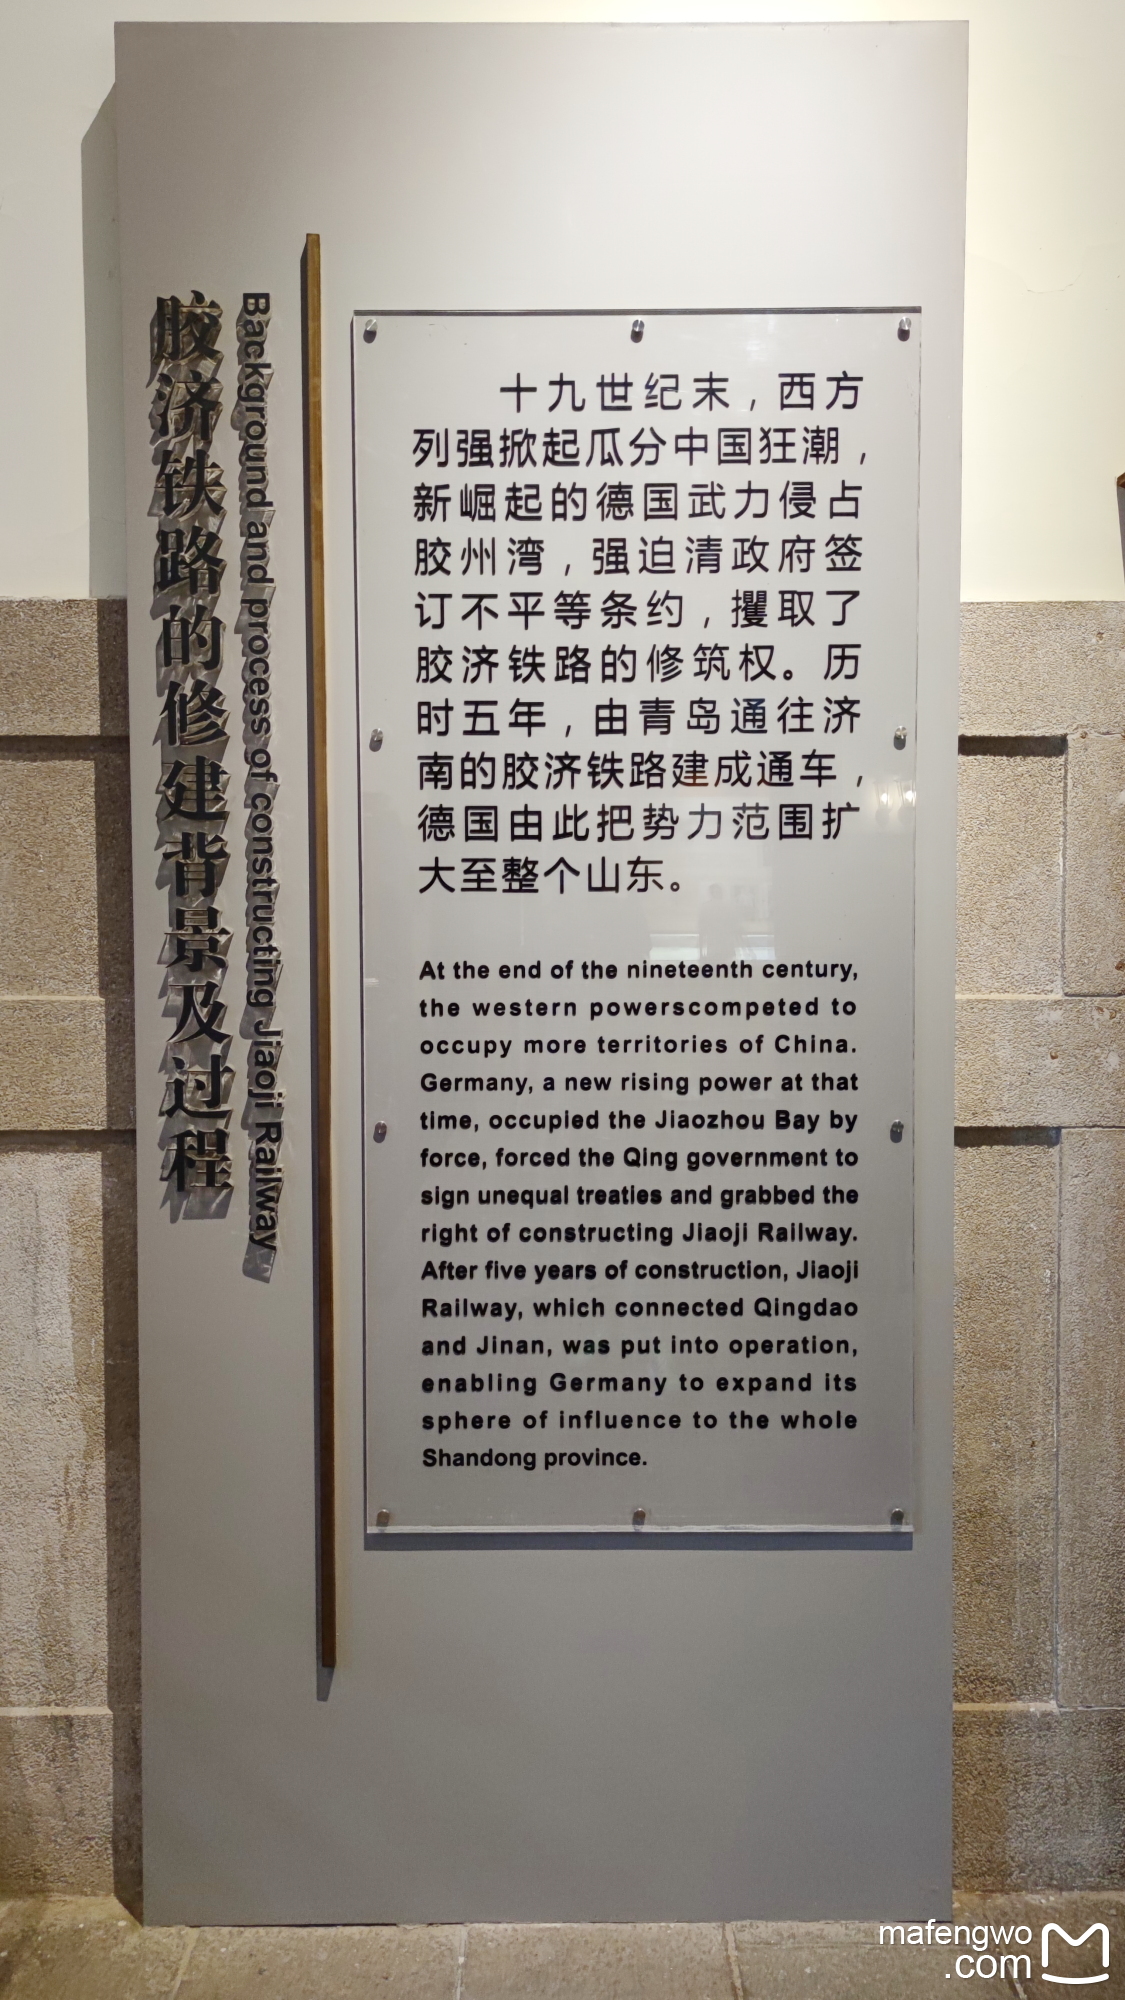 胶济铁路的修建背景及过程
Background and process of constructing Jiaoji Railway
十九世纪末，西方
列强掀起瓜分中国狂潮，
新崛起的德国武力侵占
胶州湾，强迫清政府签
订不平等条约，攫取了
胶济铁路的修筑权。历
时五年，由青岛通往济
南的胶济铁路建成通车，
德国由此把势力范围扩
大至整个山东。
At the end of the nineteenth century,
the western powerscompeted to
occupy more territories of China.
Germany, a new rising power at that
time, occupied the Jiaozhou Bay by
force, forced the Qing government to
sign unequal treaties and grabbed the
right of constructing Jiaoji Railway.
After five years of construction, Jiaoji
Railway, which connected Qingdao
and Jinan, was put into operation,
enabling Germany to expand its
sphere of influence to the whole
Shandong province.
mafengwo
.com